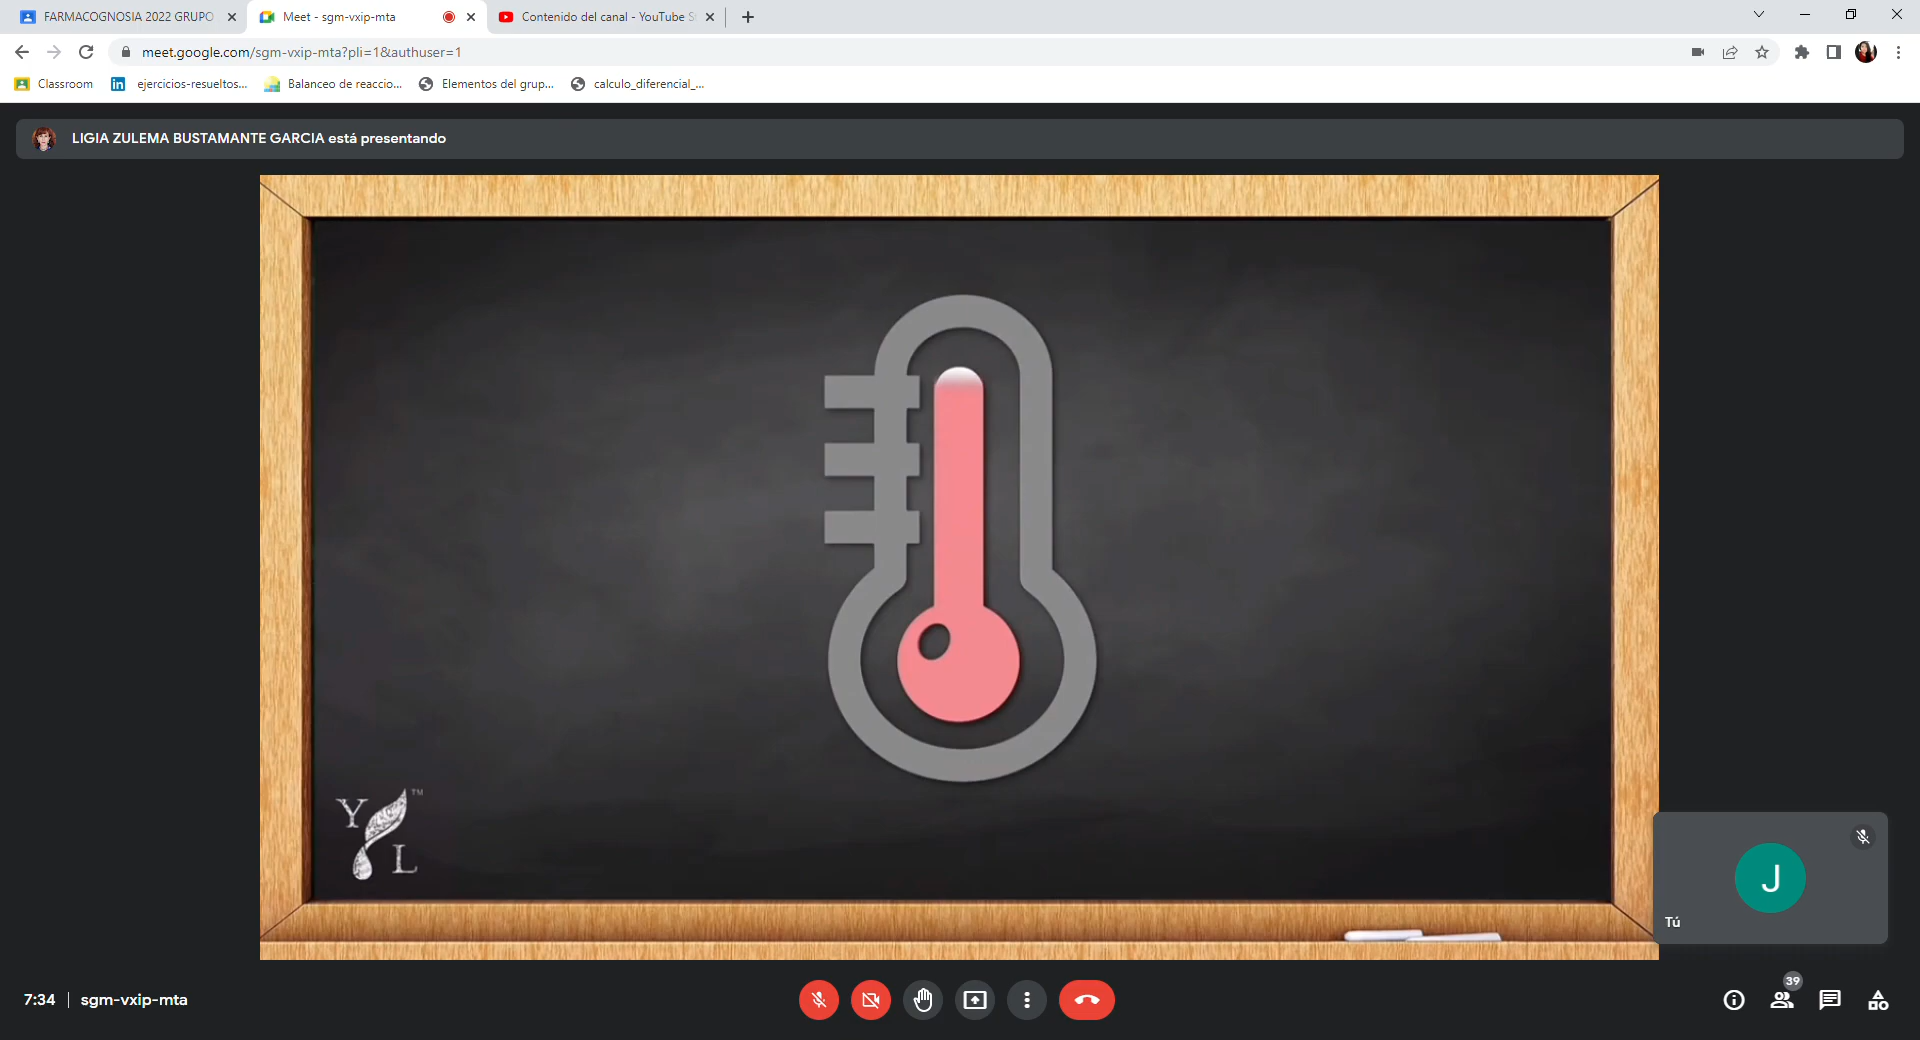 FARMACOGNOSIA 2022 GRUPO
Meet - sgm-vxip-mta
Contenido del canal - YouTube S
meet.google.com/sgm-vxip-mta?pli=1&authuser=1
Classroom
ejercicios-resueltos...
Balanceo de reaccio...
Elementos del grup...
calculo_diferencial_...
LIGIA ZULEMA BUSTAMANTE GARCIA está presentando
Y L ™
J
Tú
7:34 | sgm-vxip-mta
39